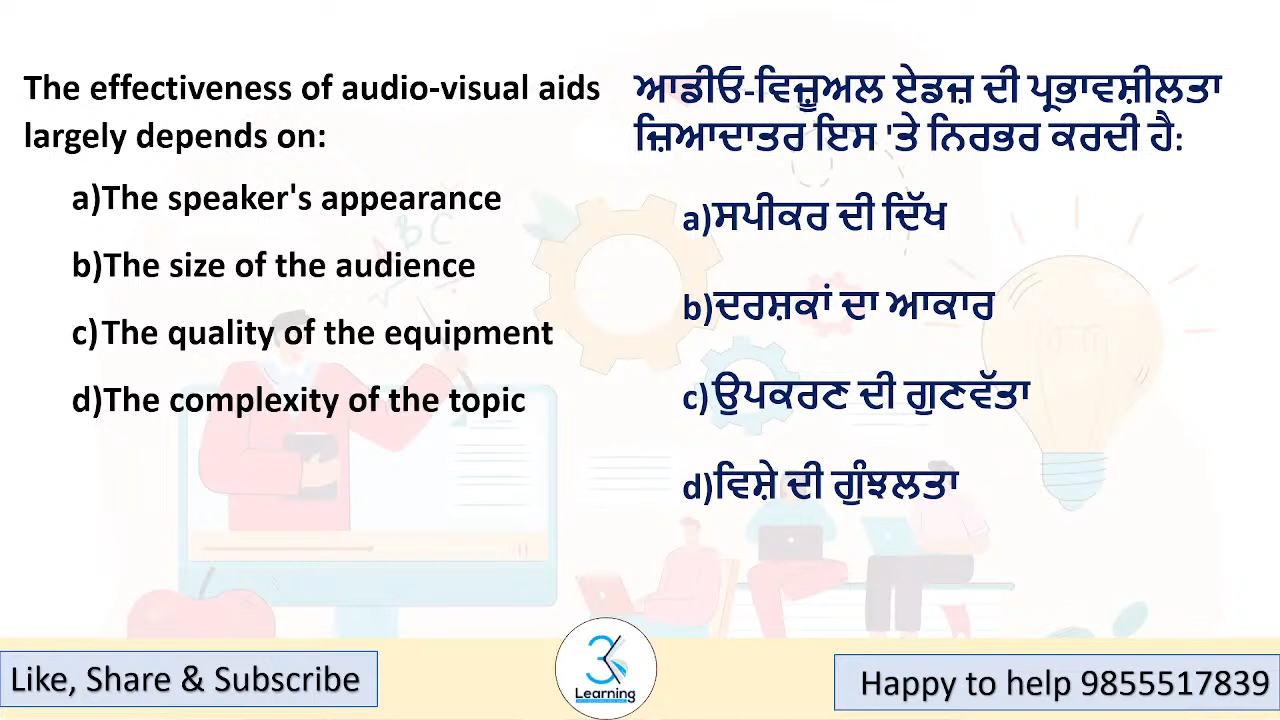 The effectiveness of audio-visual aids
largely depends on:
a)The speaker's appearance
b)The size of the audience
c)The quality of the equipment
d)The complexity of the topic
ਆਡੀਓ-ਵਿਜ਼ੂਅਲ ਏਡਜ਼ ਦੀ ਪ੍ਰਭਾਵਸ਼ੀਲਤਾ
ਜ਼ਿਆਦਾਤਰ ਇਸ 'ਤੇ ਨਿਰਭਰ ਕਰਦੀ ਹੈ:
a)ਸਪੀਕਰ ਦੀ ਦਿੱਖ
b)ਦਰਸ਼ਕਾਂ ਦਾ ਆਕਾਰ
c)ਉਪਕਰਣ ਦੀ ਗੁਣਵੱਤਾ
d)ਵਿਸ਼ੇ ਦੀ ਗੁੰਝਲਤਾ
ABC
Like, Share & Subscribe
3
Learning
Happy to help 9855517839